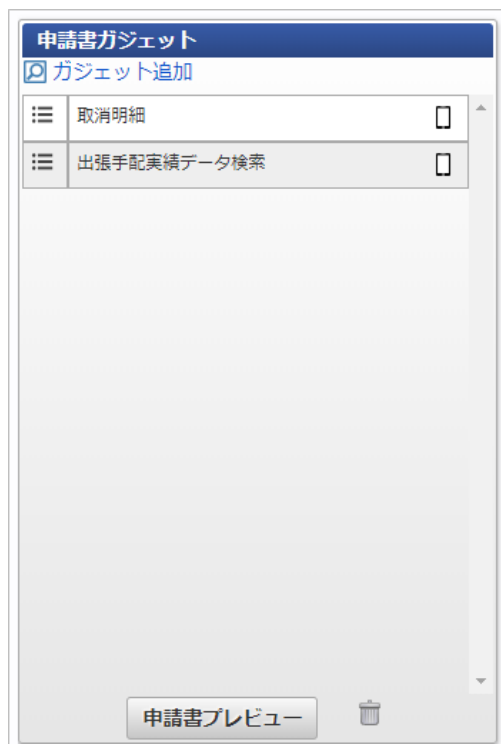 申請書ガジェット
ガジェット追加
取消明細
出張手配実績データ検索
申請書プレビュー